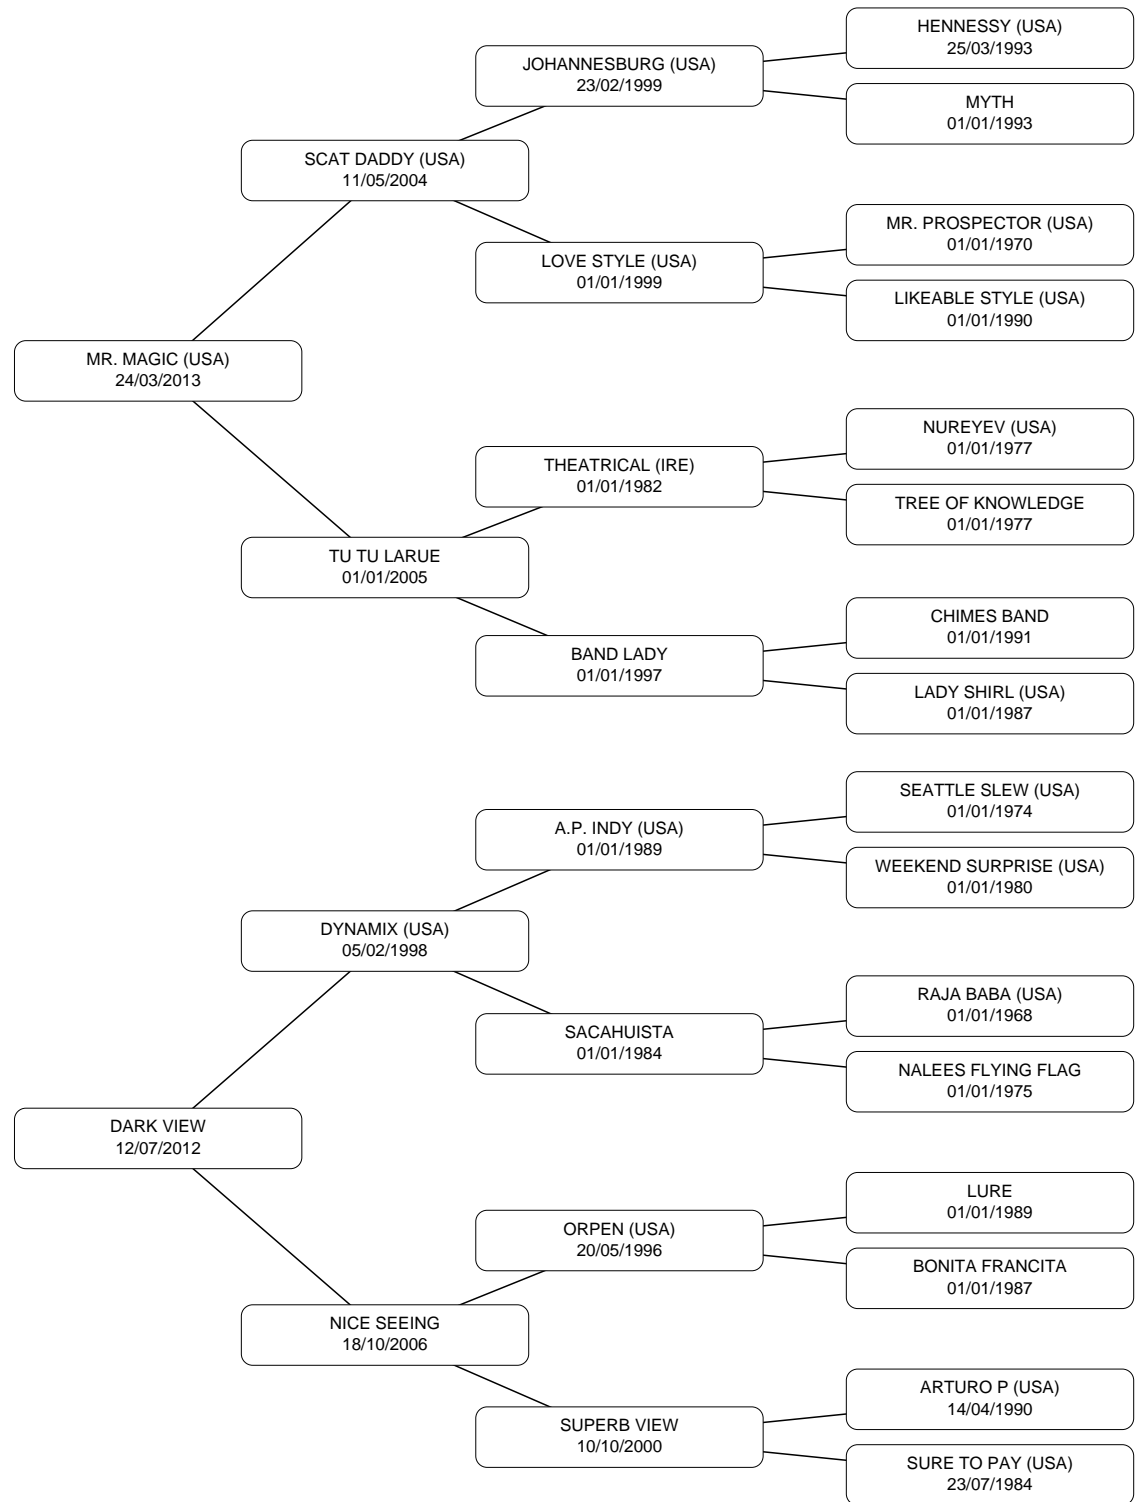 HENNESSY (USA)
25/03/1993
JOHANNESBURG (USA)
23/02/1999
MYTH
01/01/1993
SCAT DADDY (USA)
11/05/2004
MR. PROSPECTOR (USA)
01/01/1970
LOVE STYLE (USA)
01/01/1999
LIKEABLE STYLE (USA)
01/01/1990
MR. MAGIC (USA)
24/03/2013
NUREYEV (USA)
01/01/1977
THEATRICAL (IRE)
01/01/1982
TREE OF KNOWLEDGE
01/01/1977
TU TU LARUE
01/01/2005
CHIMES BAND
01/01/1991
BAND LADY
01/01/1997
LADY SHIRL (USA)
01/01/1987
SEATTLE SLEW (USA)
01/01/1974
A.P. INDY (USA)
01/01/1989
WEEKEND SURPRISE (USA)
01/01/1980
DYNAMIX (USA)
05/02/1998
RAJA BABA (USA)
01/01/1968
SACAHUISTA
01/01/1984
NALEES FLYING FLAG
01/01/1975
DARK VIEW
12/07/2012
LURE
01/01/1989
ORPEN (USA)
20/05/1996
BONITA FRANCITA
01/01/1987
NICE SEEING
18/10/2006
ARTURO P (USA)
14/04/1990
SUPERB VIEW
10/10/2000
SURE TO PAY (USA)
23/07/1984